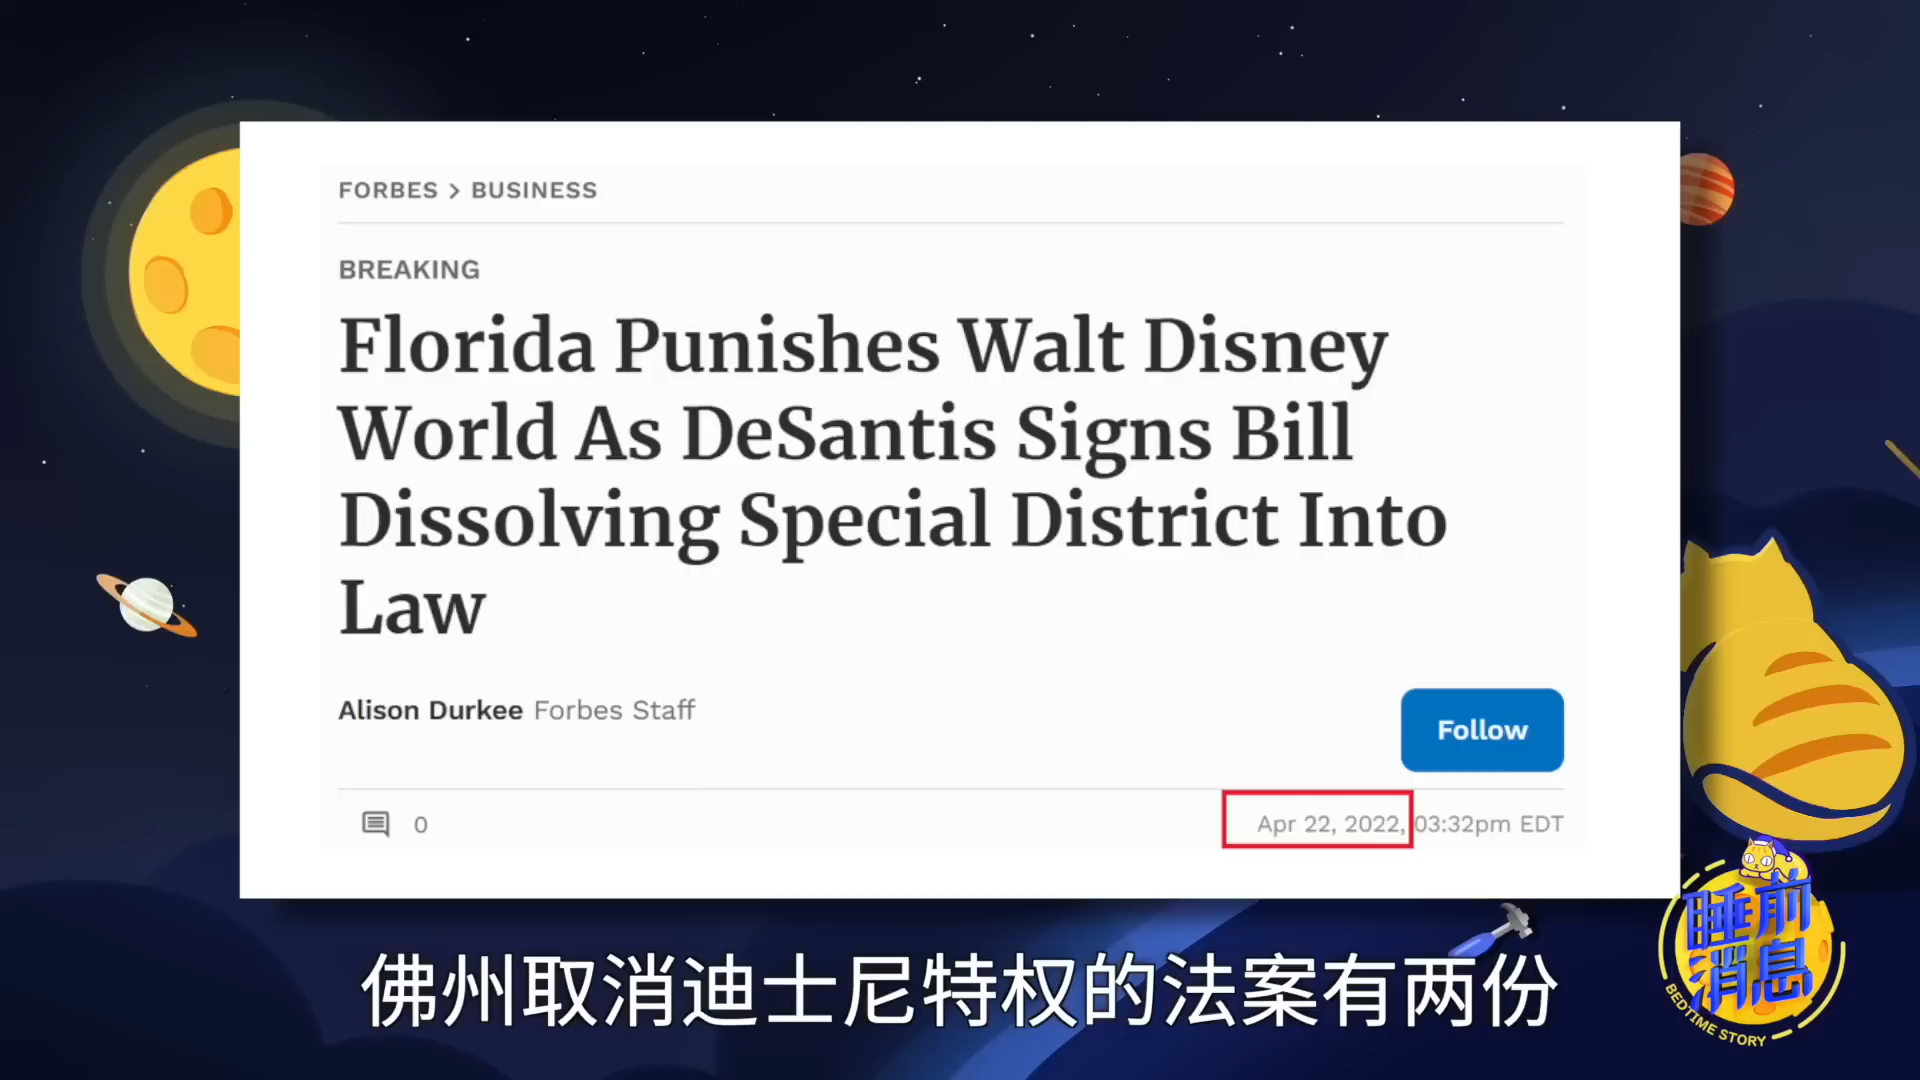 FORBES > BUSINESS
BREAKING
Florida Punishes Walt Disney
World As DeSantis Signs Bill
Dissolving Special District Into
Law
Alison Durkee Forbes Staff
Follow
0
Apr 22, 2022, 03:32pm EDT
睡前
消息
BEDTIME STORY
佛州取消迪士尼特权的法案有两份